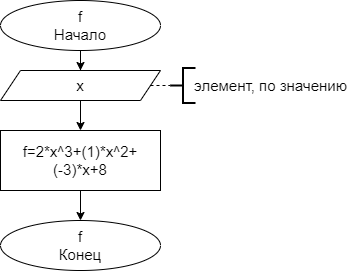 f
Начало
x
элемент, по значению
f=2*x^3+(1)*x^2+
(-3)*x+8
f
Конец